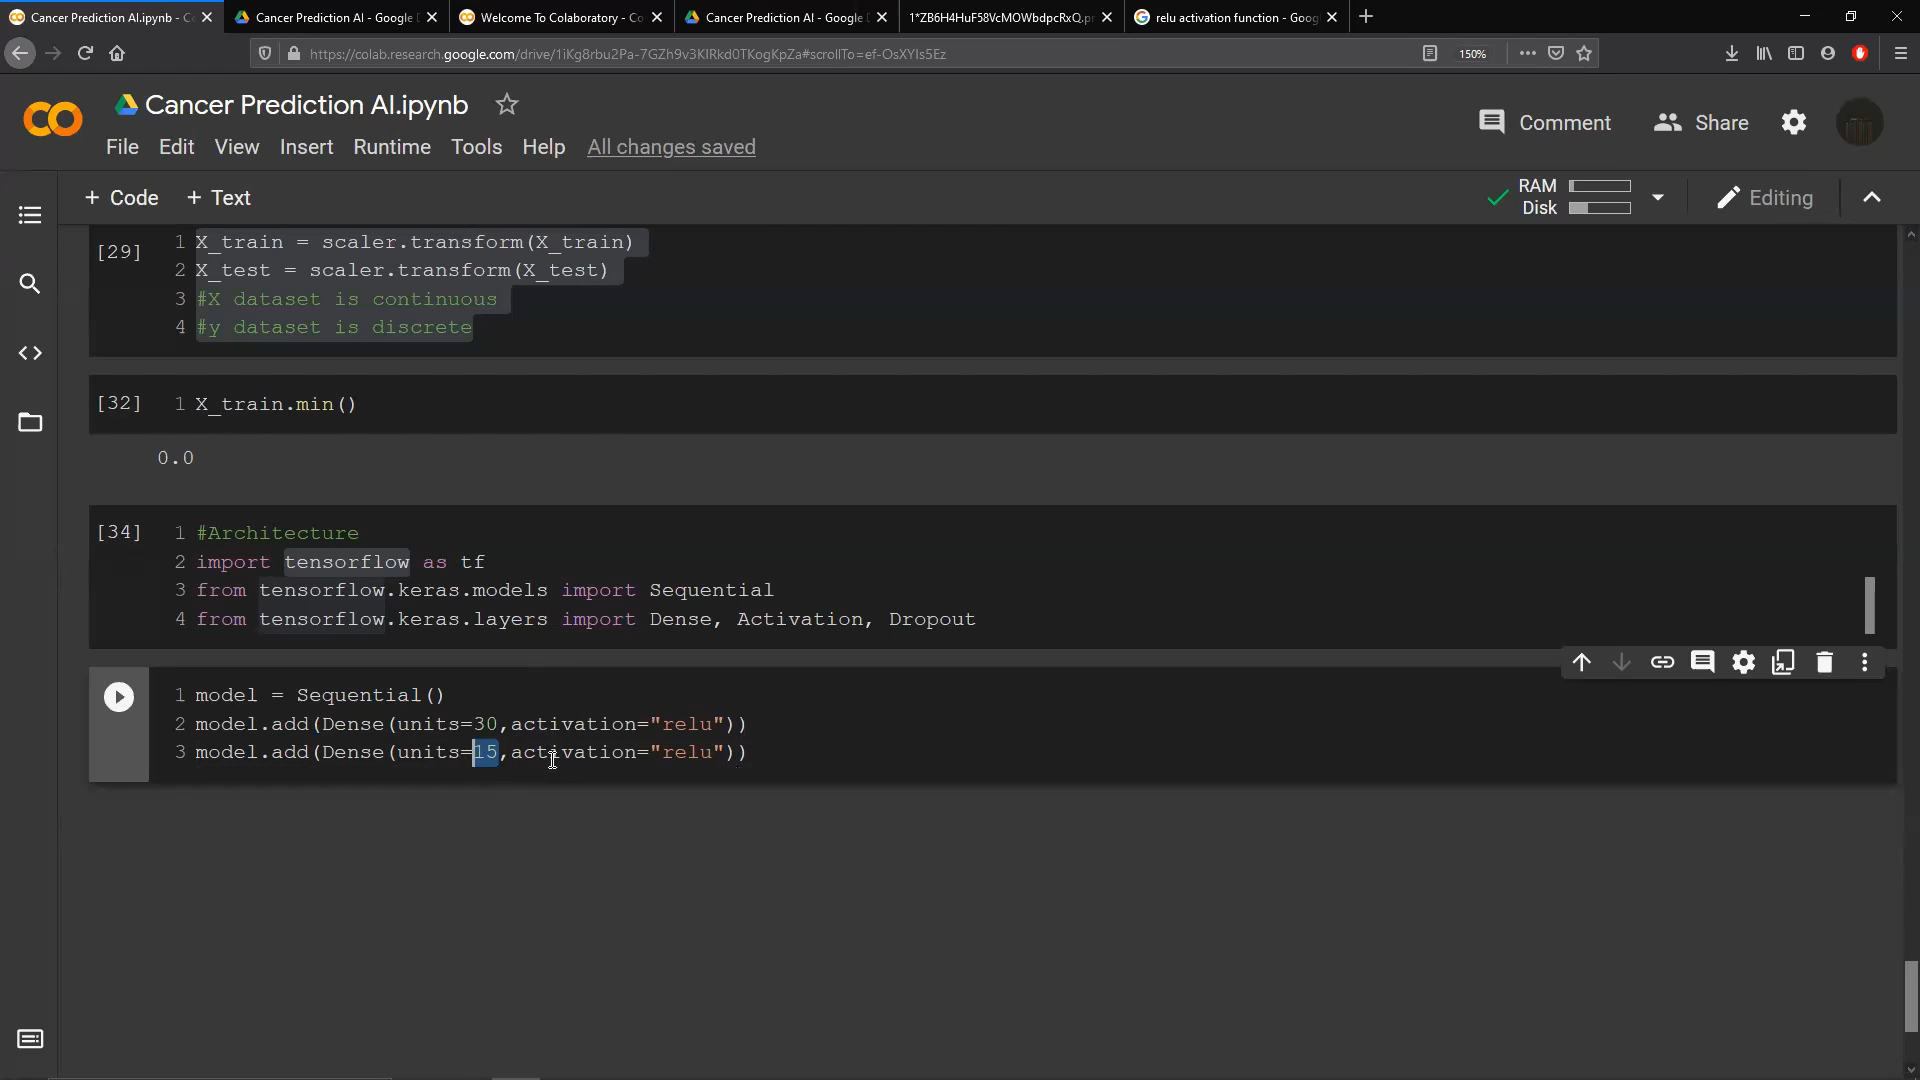 Cancer Prediction AI.ipynb - Co
Cancer Prediction AI - Google D
Welcome To Colaboratory - Co
Cancer Prediction AI - Google D
1*ZB6H4HuF58VcMOWbdpcRxQ.pn
relu activation function - Goog
https://colab.research.google.com/drive/1iKg8rbu2Pa-7GZh9v3KIRkd0TKogKpZa#scrollTo=ef-OsXYIs5Ez
150%
Cancer Prediction AI.ipynb
File Edit View Insert Runtime Tools Help All changes saved
Comment Share
+ Code + Text
RAM
Disk
Editing
[29]
1 X_train = scaler.transform(X_train)
2 X_test = scaler.transform(X_test)
3 #X dataset is continuous
4 #y dataset is discrete
[32] 1 X_train.min()
0.0
[34] 1 #Architecture
2 import tensorflow as tf
3 from tensorflow.keras.models import Sequential
4 from tensorflow.keras.layers import Dense, Activation, Dropout
1 model = Sequential()
2 model.add(Dense(units=30,activation="relu"))
3 model.add(Dense(units=15,activation="relu"))